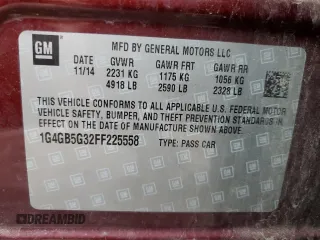 GM
MFD BY GENERAL MOTORS LLC
DATE GVWR GAWR FRT GAWR RR
11/14 2231 KG 1175 KG 1056 KG
4918 LB 2590 LB 2328 LB
THIS VEHICLE CONFORMS TO ALL APPLICABLE U.S. FEDERAL MOTOR
VEHICLE SAFETY, BUMPER, AND THEFT PREVENTION STANDARDS IN
EFFECT ON THE DATE OF MANUFACTURE SHOWN ABOVE.
1G4GB5G32FF225558 TYPE: PASS CAR
IDRAMBID